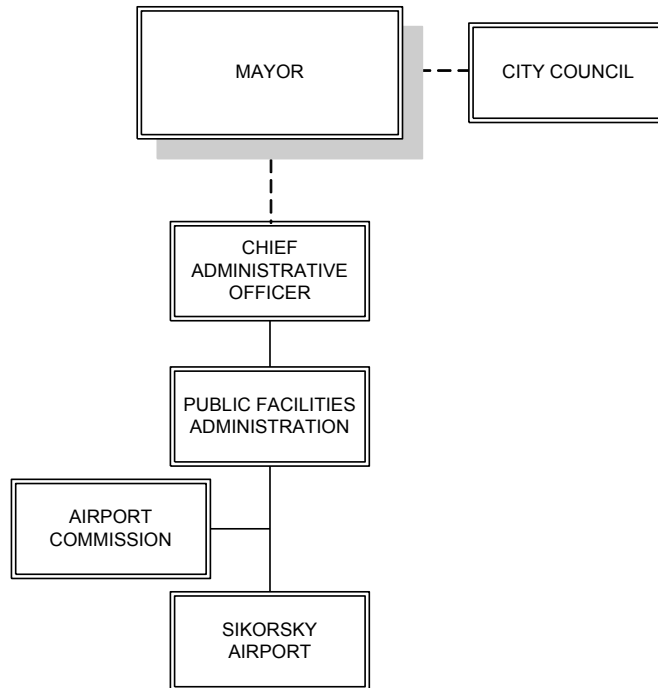 MAYOR
CITY COUNCIL
CHIEF
ADMINISTRATIVE
OFFICER
PUBLIC FACILITIES
ADMINISTRATION
AIRPORT
COMMISSION
SIKORSKY
AIRPORT